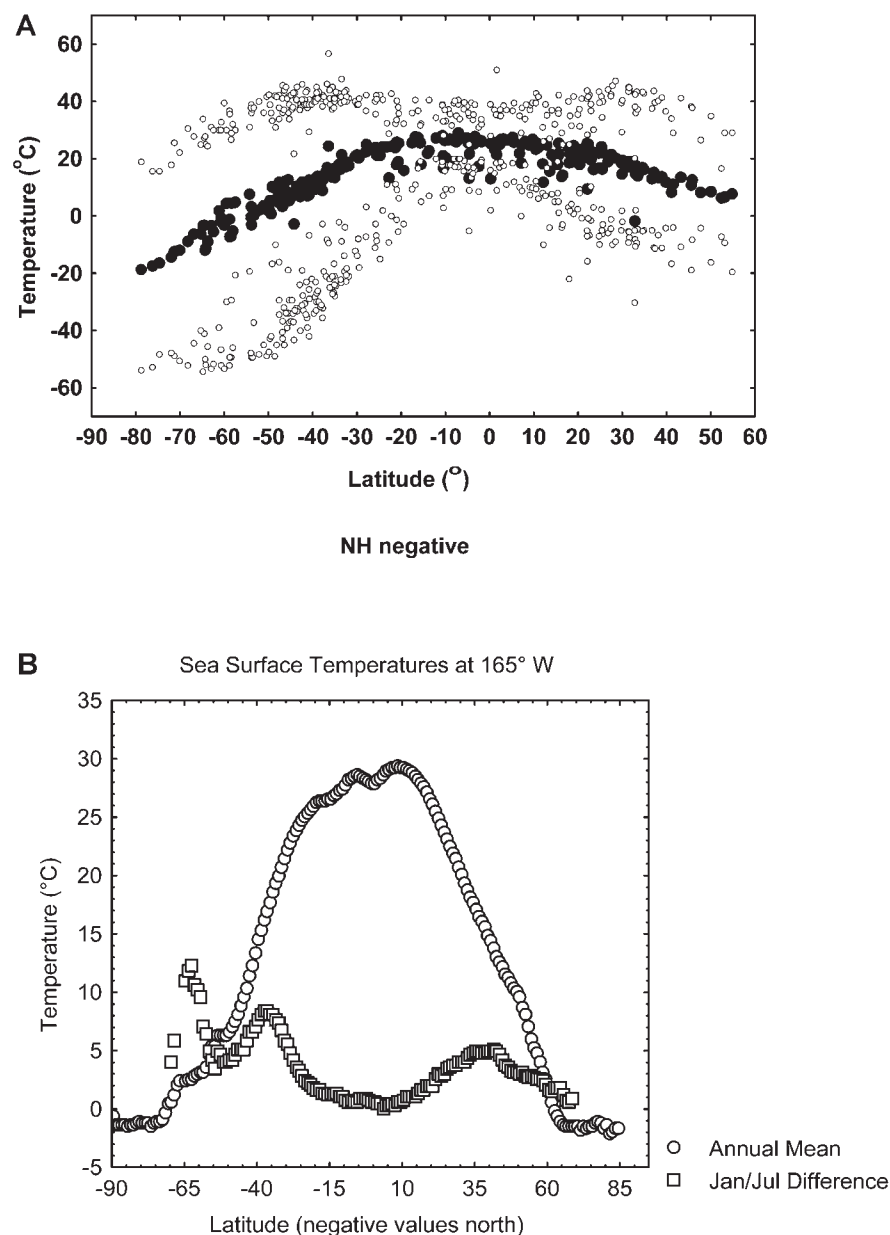 A
60
40
20
0
-20
-40
-60
Temperature (°C)
-90 -80 -70 -60 -50 -40 -30 -20 -10 0 10 20 30 40 50 60
Latitude (°)
NH negative
B
Sea Surface Temperatures at 165° W
35
30
25
20
15
10
5
0
-5
Temperature (°C)
-90 -65 -40 -15 10 35 60 85
Latitude (negative values north)
Annual Mean
Jan/Jul Difference